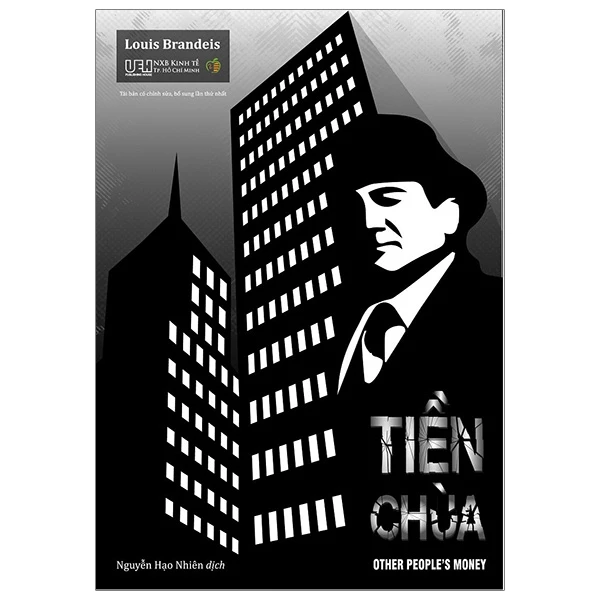 Louis Brandeis
UEH NXB KINH TẾ
PUBLISHING HOUSE TP. HỒ CHÍ MINH
Tái bản có chỉnh sửa, bổ sung lần thứ nhất
TIỀN
CHÙA
OTHER PEOPLE'S MONEY
Nguyễn Hạo Nhiên dịch